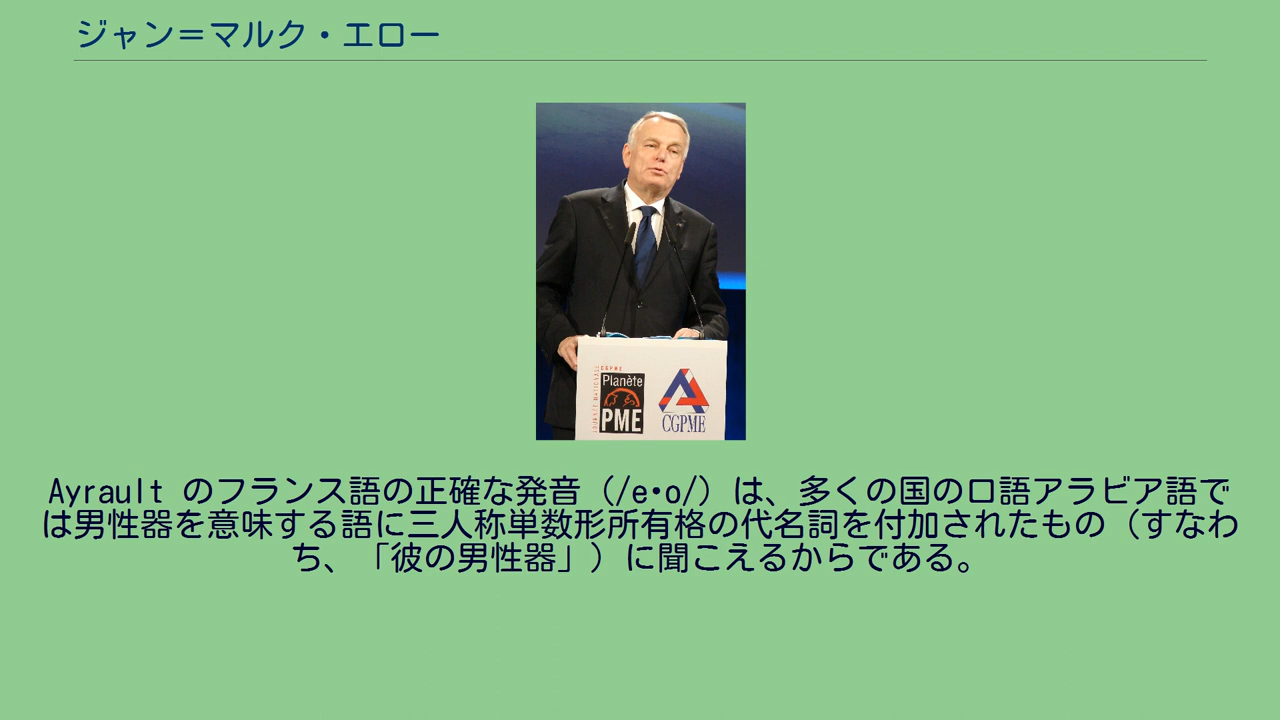 ジャン＝マルク・エロー
JOURNÉE NATIONALE CGPME
Planète
PME
CGPME
Ayrault のフランス語の正確な発音（/e•o/）は、多くの国の口語アラビア語で
は男性器を意味する語に三人称単数形所有格の代名詞を付加されたもの（すなわ
ち、「彼の男性器」）に聞こえるからである。